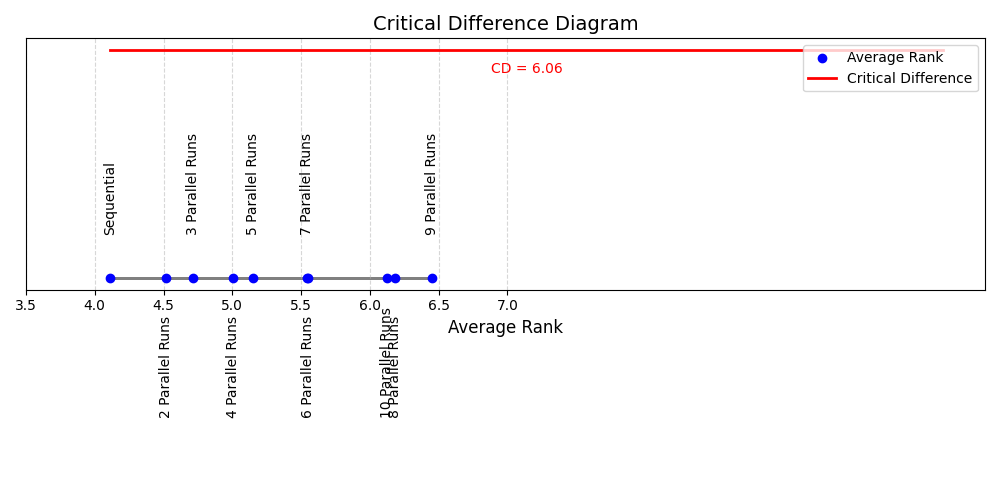 Critical Difference Diagram
CD = 6.06
Average Rank
Critical Difference
Sequential
3 Parallel Runs
5 Parallel Runs
7 Parallel Runs
9 Parallel Runs
3.5
4.0
4.5
5.0
5.5
6.0
6.5
7.0
Average Rank
2 Parallel Runs
4 Parallel Runs
6 Parallel Runs
10 Parallel Runs
8 Parallel Runs